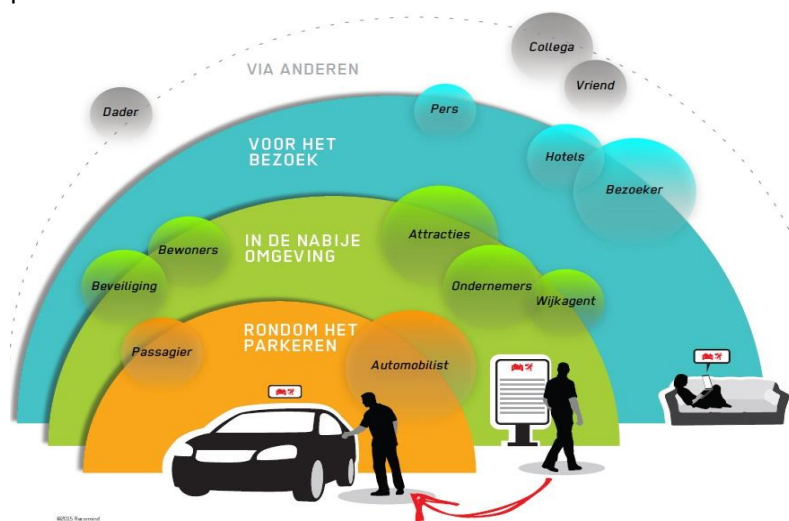 Collega
VIA ANDEREN
Vriend
Dader
Pers
VOOR HET
BEZOEK
Hotels
Bezoeker
Attracties
IN DE NABIJE
OMGEVING
Bewoners
Beveiliging
Ondernemers
Wijkagent
RONDOM HET
PARKEREN
Passagier
Automobilist